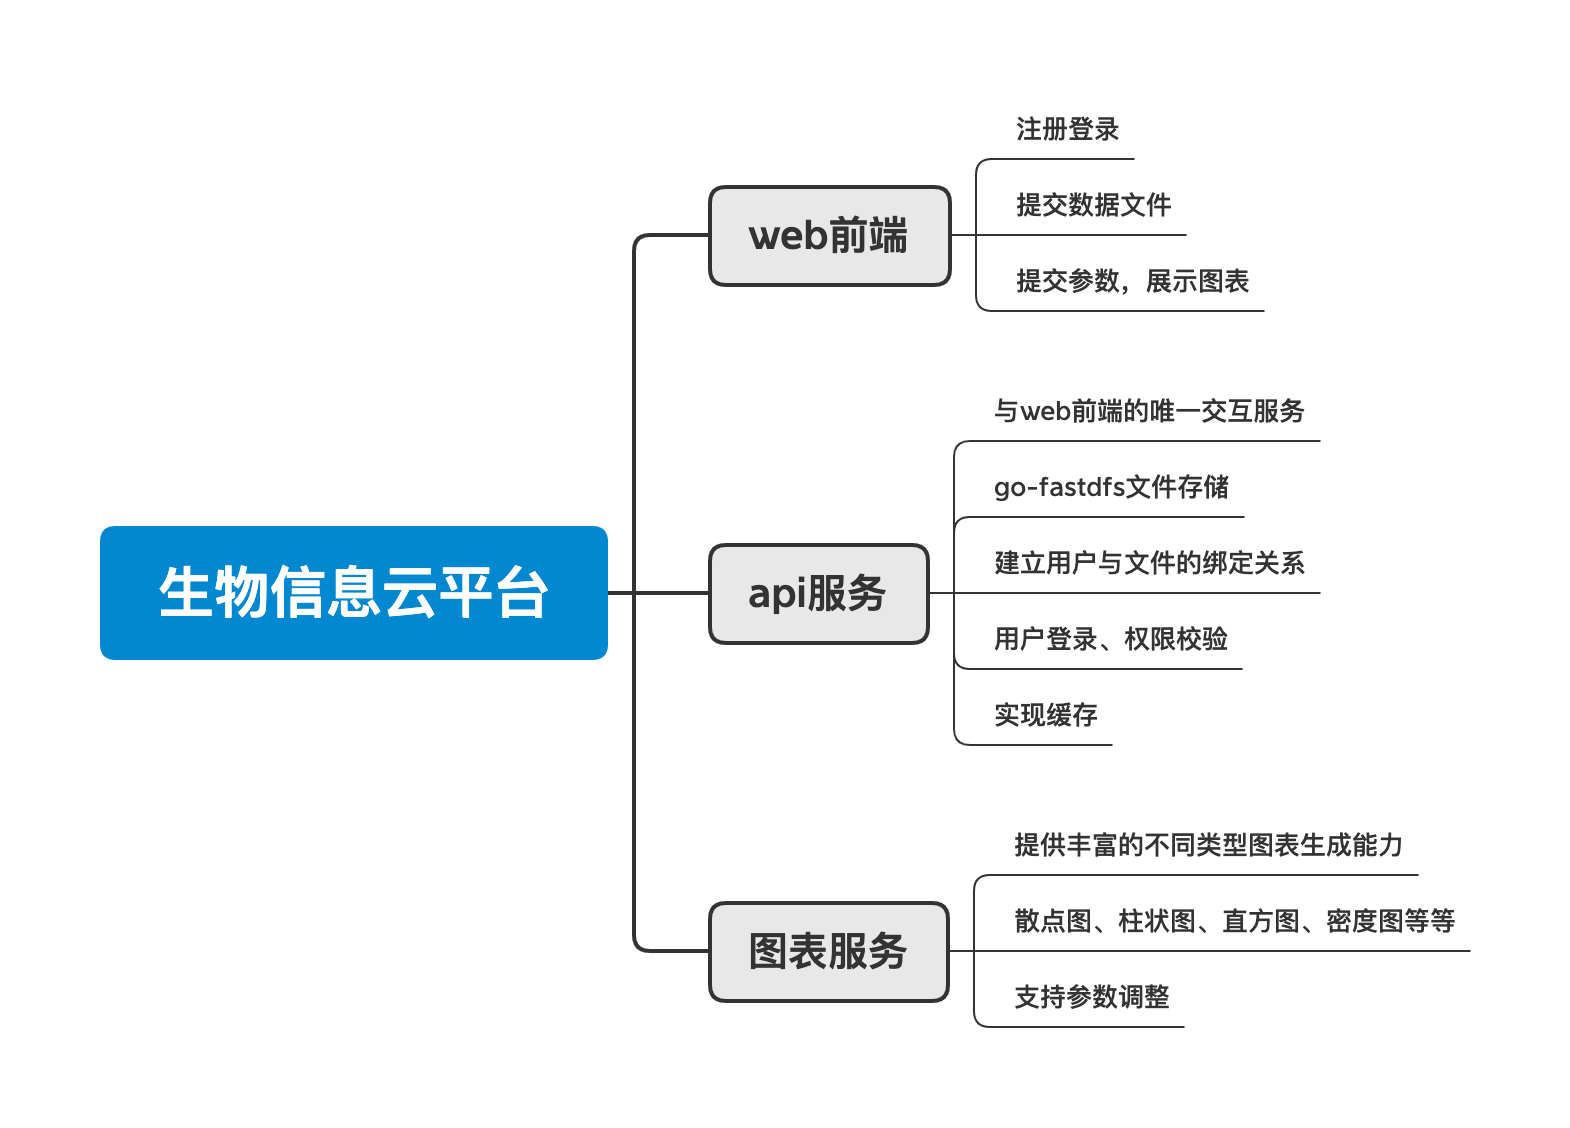 生物信息云平台
web前端
注册登录
提交数据文件
提交参数，展示图表
api服务
与web前端的唯一交互服务
go-fastdfs文件存储
建立用户与文件的绑定关系
用户登录、权限校验
实现缓存
图表服务
提供丰富的不同类型图表生成能力
散点图、柱状图、直方图、密度图等等
支持参数调整